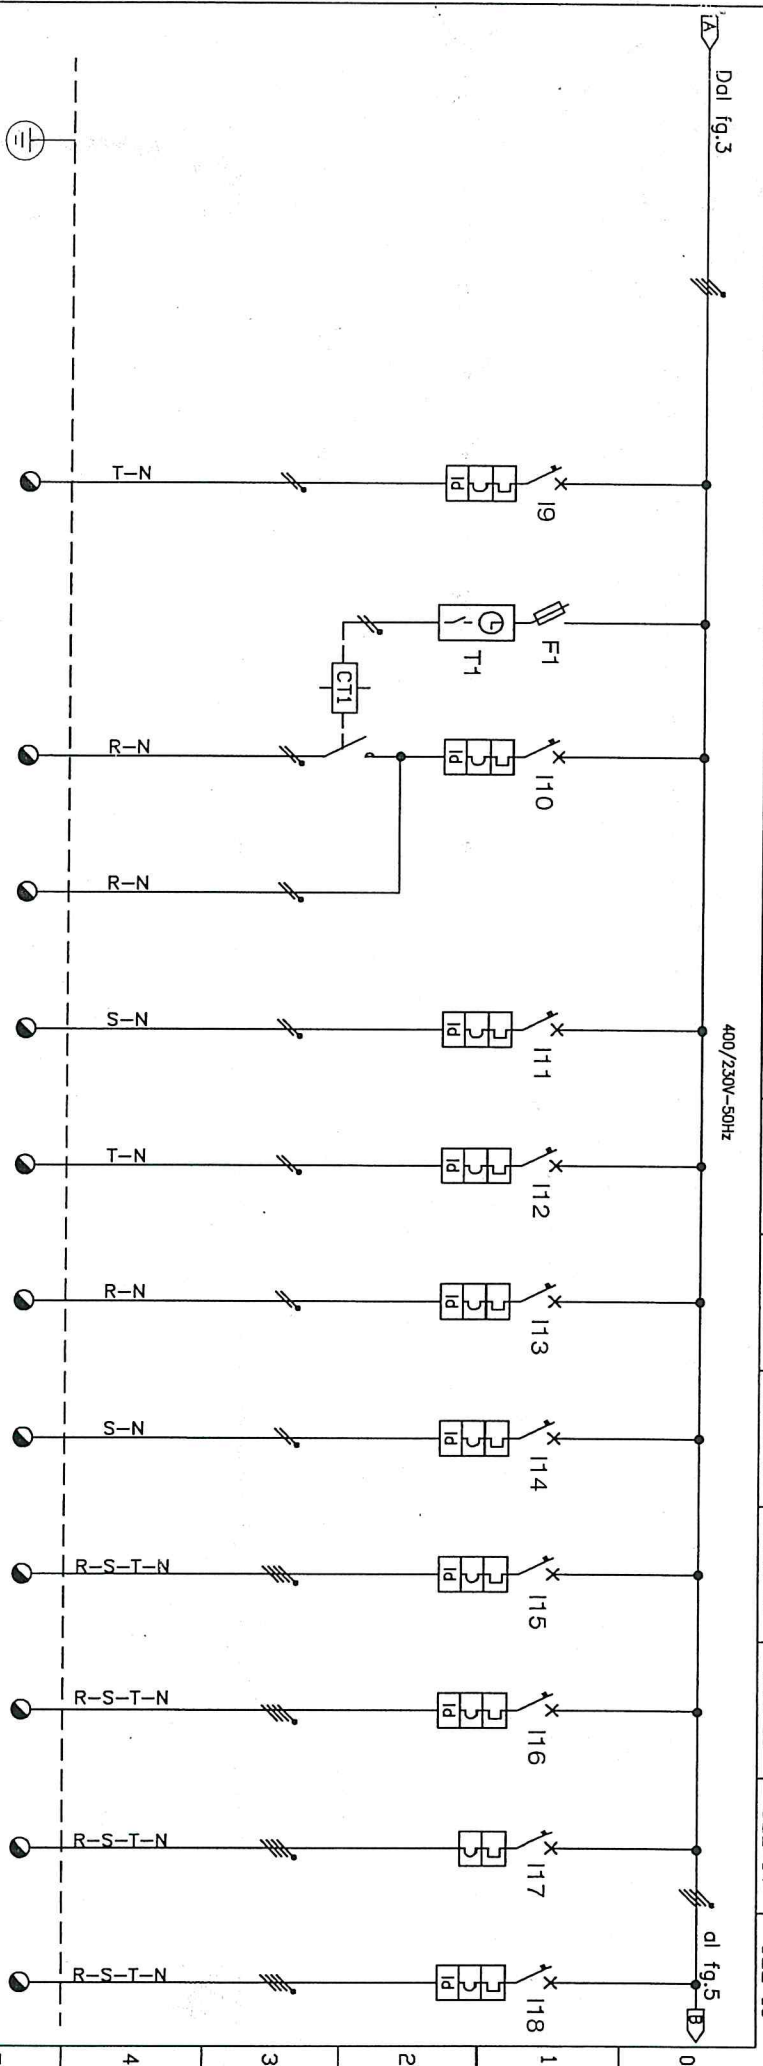 A
Dal fg.3
400/230V-50Hz
al fg.5
B
0
I9
F1
I10
I11
I12
I13
I14
I15
I16
I17
I18
1
T1
Id
Id
Id
Id
Id
Id
Id
Id
Id
2
CT1
3
T-N
R-N
R-N
S-N
T-N
R-N
S-N
R-S-T-N
R-S-T-N
R-S-T-N
R-S-T-N
4